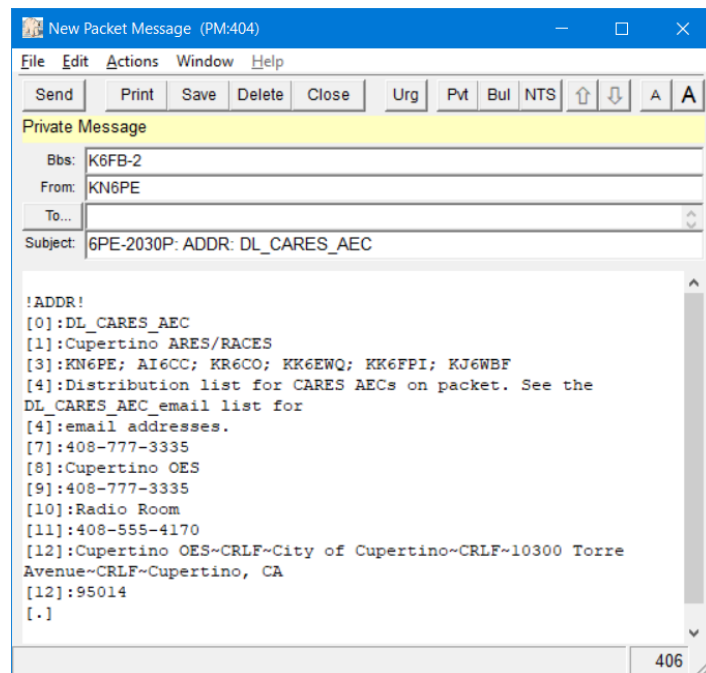 New Packet Message (PM:404)
File Edit Actions Window Help
Send Print Save Delete Close Urg Pvt Bul NTS A A
Private Message
Bbs: K6FB-2
From: KN6PE
To...
Subject: 6PE-2030P: ADDR: DL_CARES_AEC
!ADDR!
[0]:DL_CARES_AEC
[1]:Cupertino ARES/RACES
[3]:KN6PE; AI6CC; KR6CO; KK6EWQ; KK6FPI; KJ6WBF
[4]:Distribution list for CARES AECs on packet. See the
DL_CARES_AEC_email list for
[4]:email addresses.
[7]:408-777-3335
[8]:Cupertino OES
[9]:408-777-3335
[10]:Radio Room
[11]:408-555-4170
[12]:Cupertino OES~CRLF~City of Cupertino~CRLF~10300 Torre
Avenue~CRLF~Cupertino, CA
[12]:95014
[.]
406